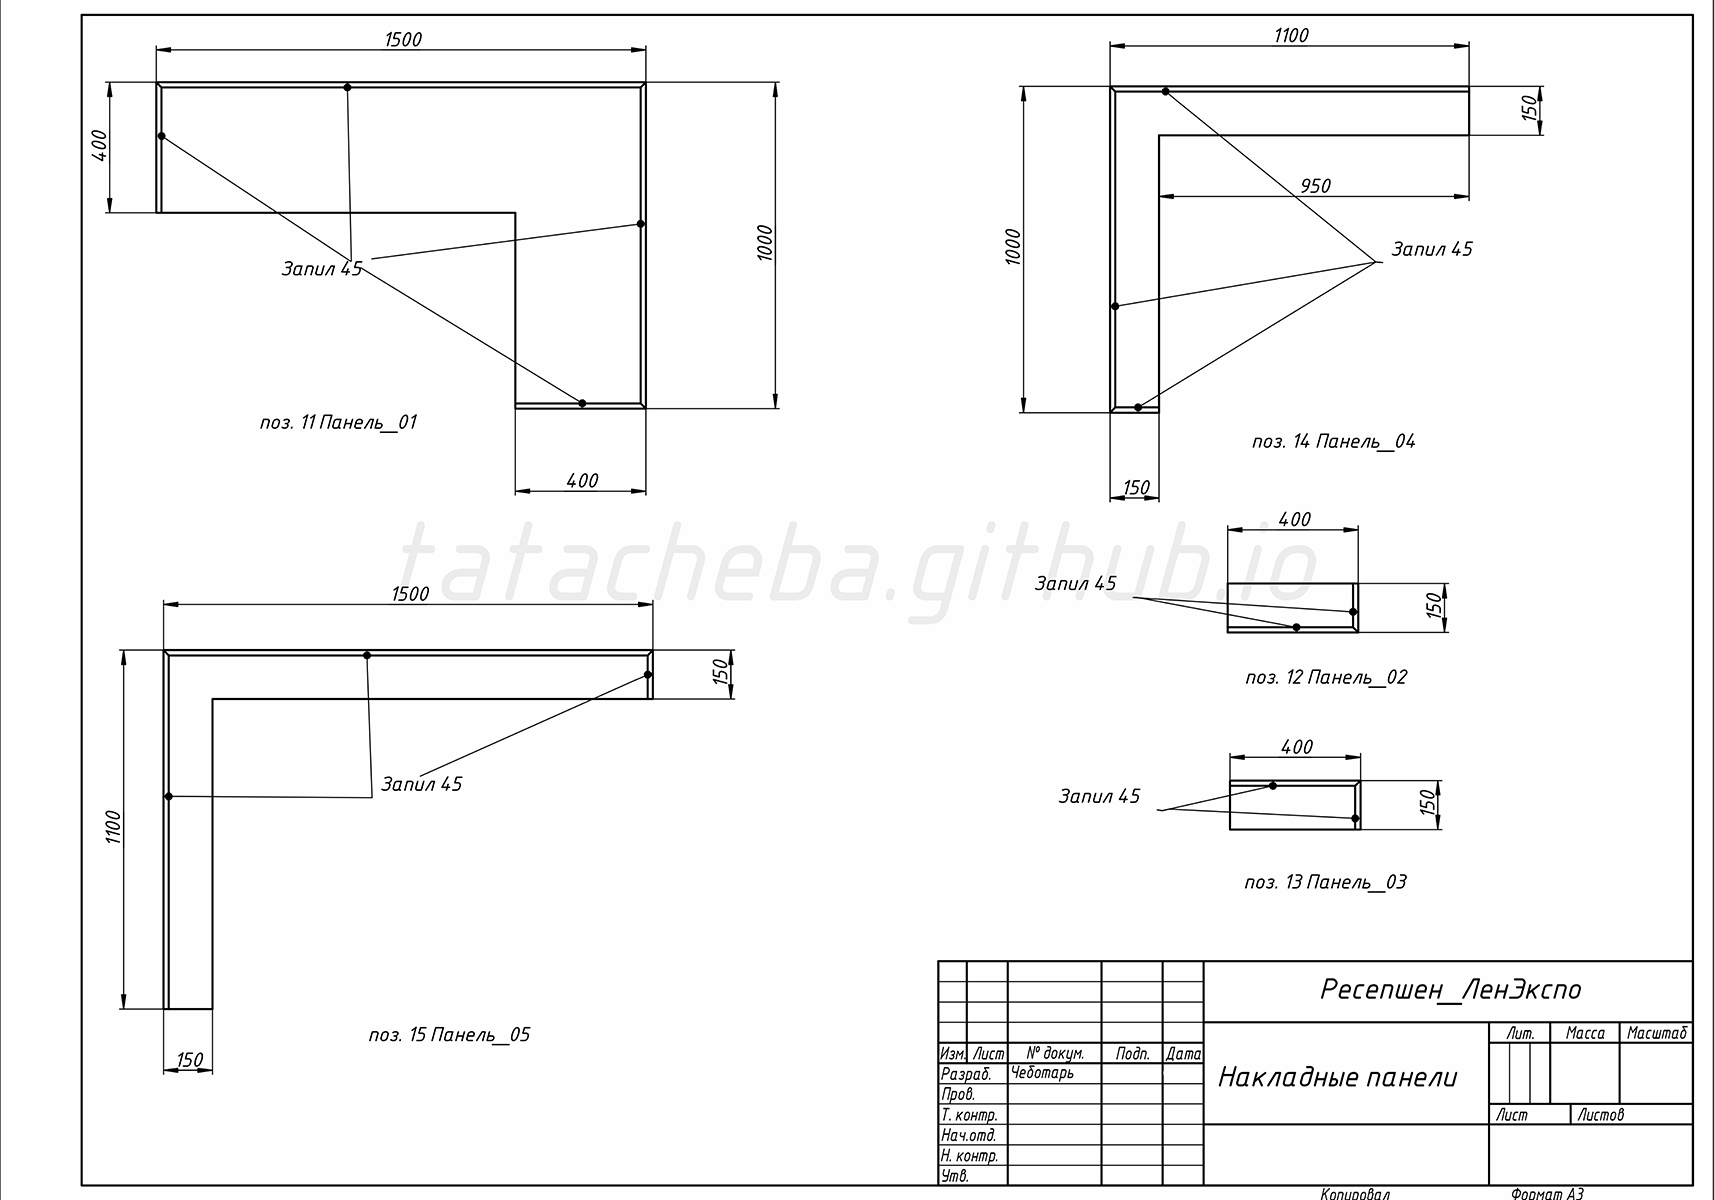 1500
400
1000
Запил 45
поз. 11 Панель_01
400
1100
150
950
1000
Запил 45
поз. 14 Панель_04
150
tatacheba.github.io
400
Запил 45
150
поз. 12 Панель_02
1500
150
1100
Запил 45
поз. 15 Панель_05
150
400
Запил 45
150
поз. 13 Панель_03
Ресепшен_ЛенЭкспо
Лит. Масса Масштаб
Изм. Лист № докум. Подп. Дата
Разраб. Чеботарь
Накладные панели
Пров.
Т. контр.
Лист Листов
Нач.отд.
Н. контр.
Утв.
Копировал Формат А3